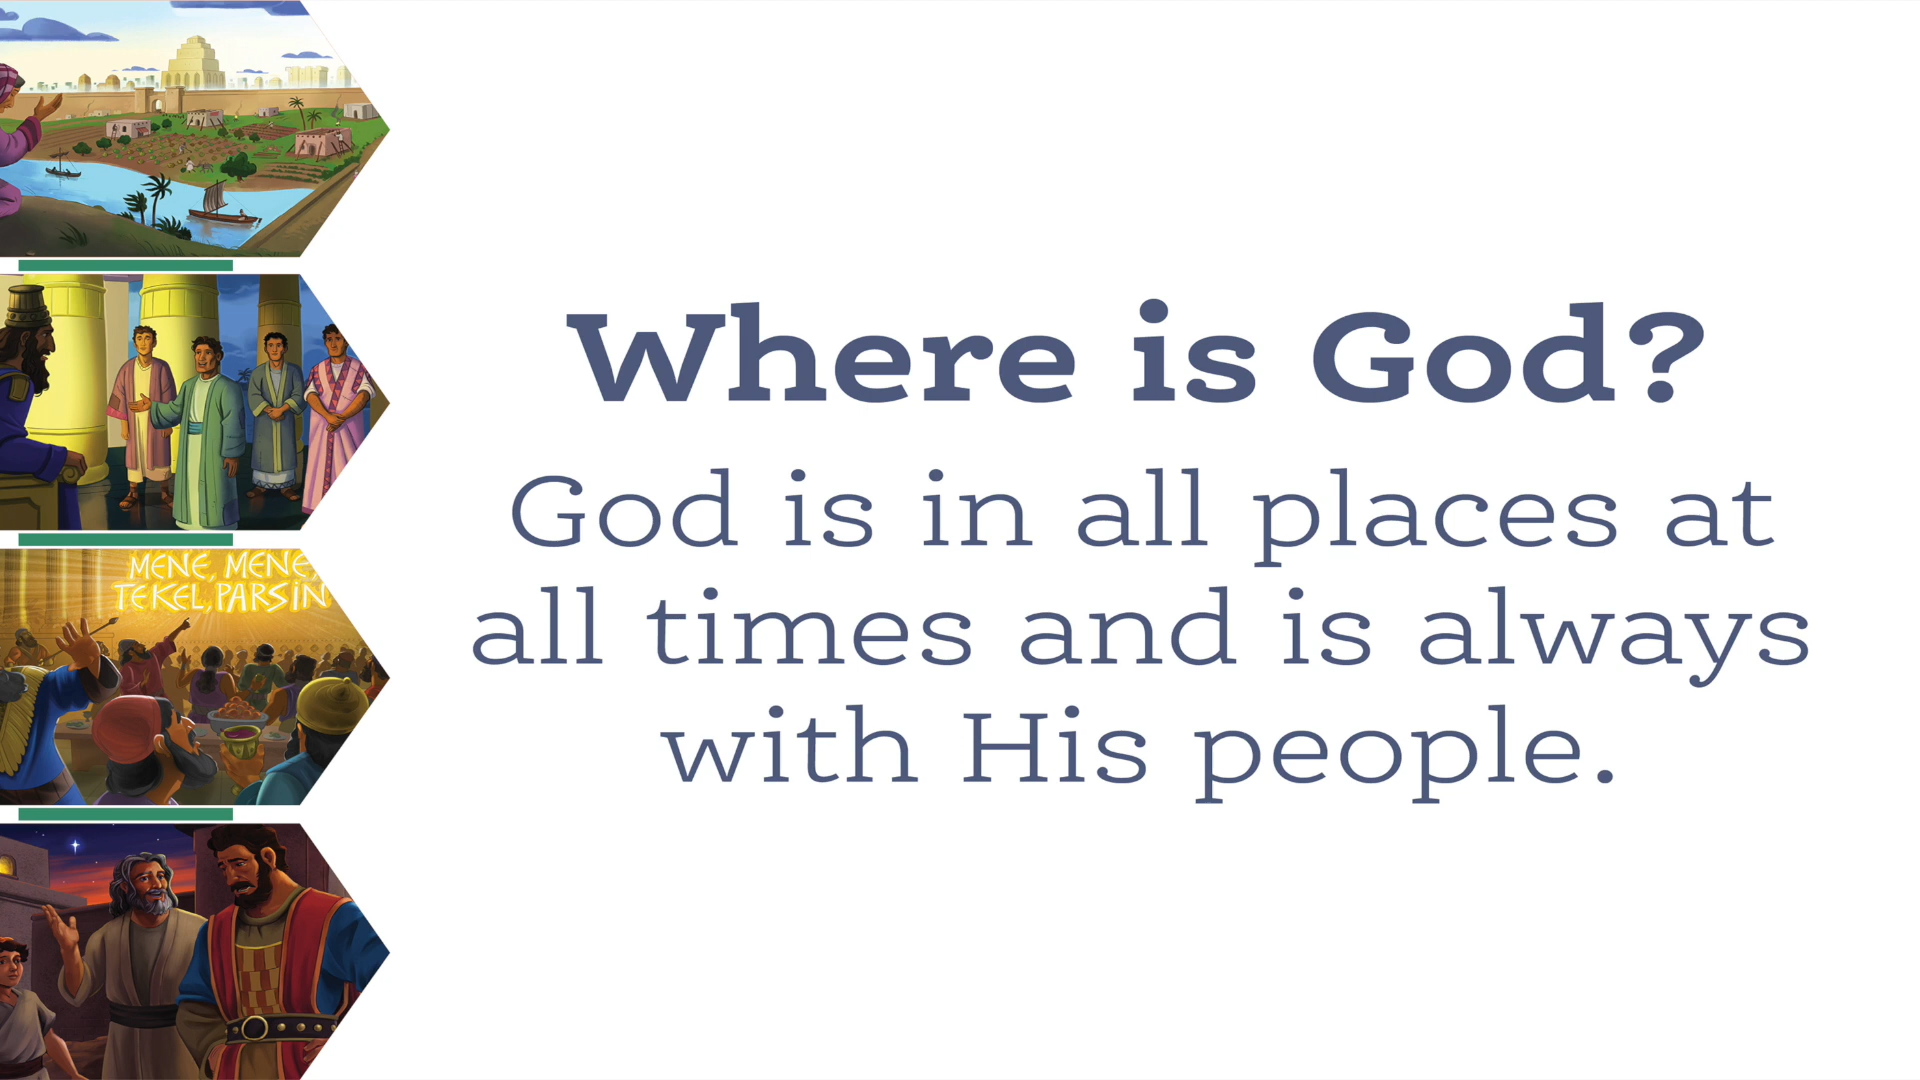 MENE, MENE,
TEKEL, PARSIN
Where is God?
God is in all places at
all times and is always
with His people.